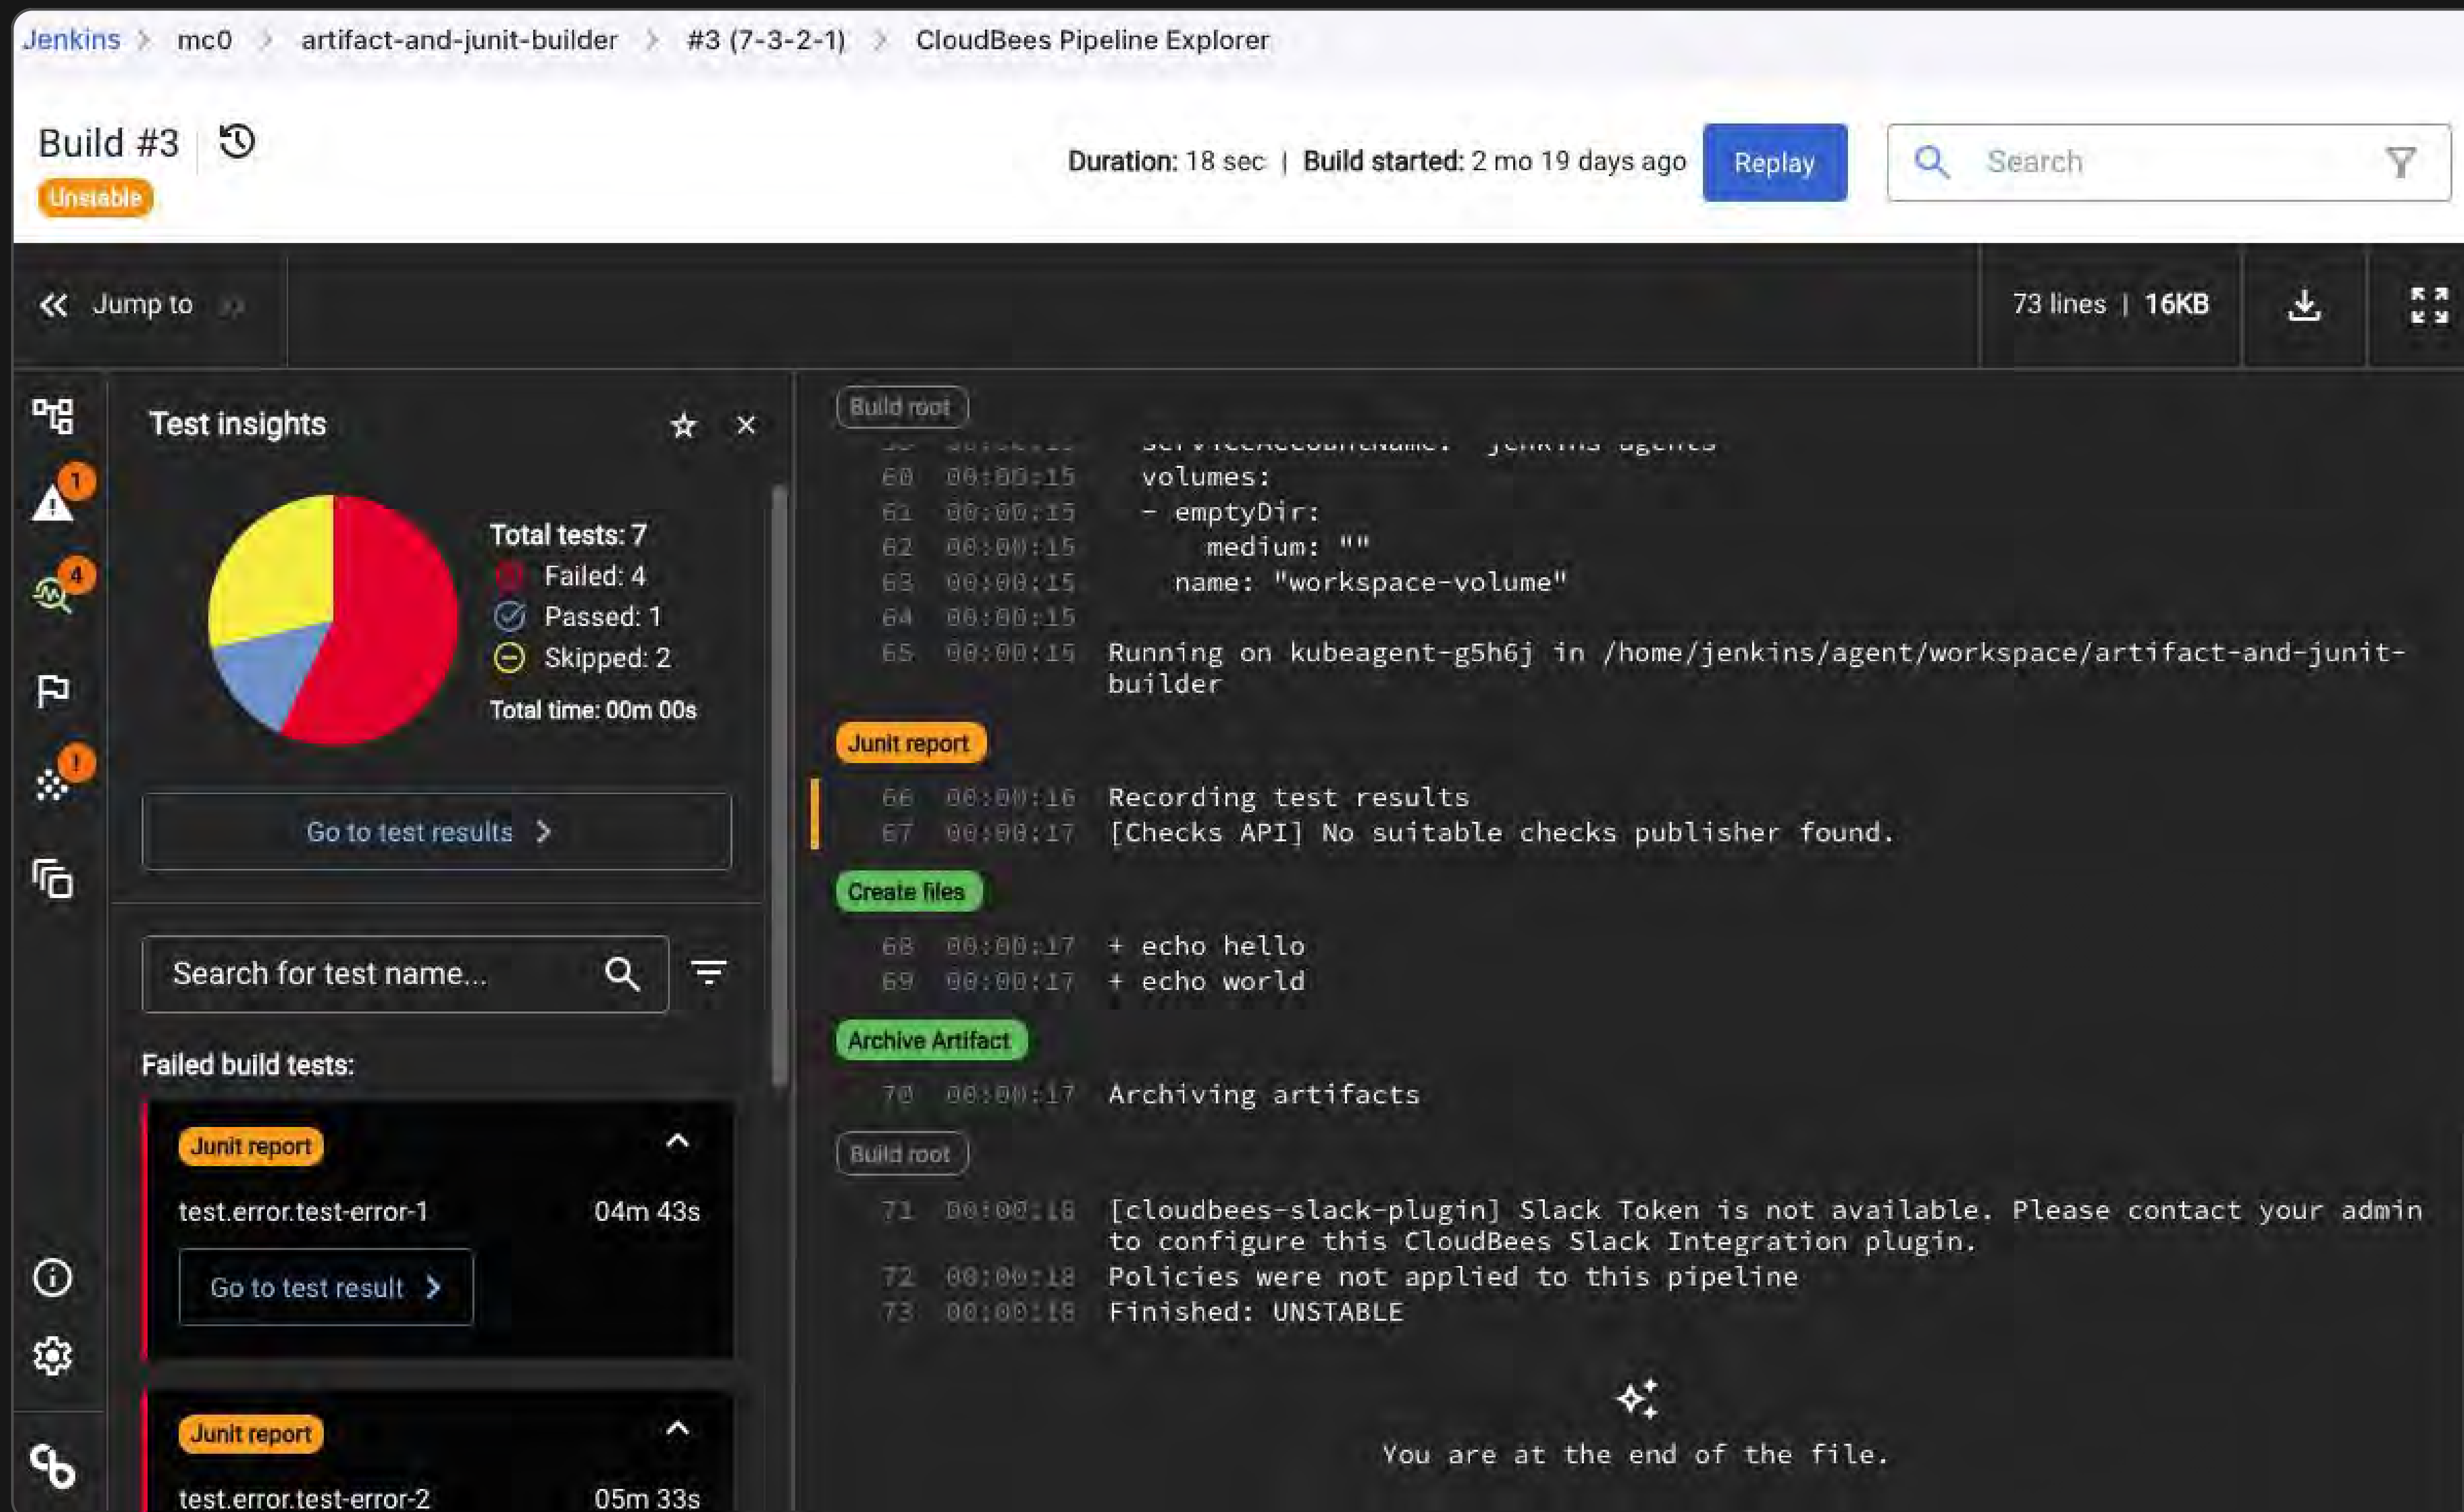 Jenkins > mc0 > artifact-and-junit-builder > #3 (7-3-2-1) > CloudBees Pipeline Explorer
Build #3
Unstable
Duration: 18 sec | Build started: 2 mo 19 days ago
Replay
Search
Jump to
73 lines | 16KB
1
4
!
Test insights
Total tests: 7
Failed: 4
Passed: 1
Skipped: 2
Total time: 00m 00s
Go to test results
Search for test name...
Failed build tests:
Junit report
test.error.test-error-1 04m 43s
Go to test result
Junit report
test.error.test-error-2 05m 33s
Build root
60 00:00:15 volumes:
61 00:00:15 - emptyDir:
62 00:00:15 medium: ""
63 00:00:15 name: "workspace-volume"
64 00:00:15
65 00:00:15 Running on kubeagent-g5h6j in /home/jenkins/agent/workspace/artifact-and-junit-
builder
Junit report
66 00:00:16 Recording test results
67 00:00:17 [Checks API] No suitable checks publisher found.
Create files
68 00:00:17 + echo hello
69 00:00:17 + echo world
Archive Artifact
70 00:00:17 Archiving artifacts
Build root
71 00:00:18 [cloudbees-slack-plugin] Slack Token is not available. Please contact your admin
to configure this CloudBees Slack Integration plugin.
72 00:00:18 Policies were not applied to this pipeline
73 00:00:18 Finished: UNSTABLE
You are at the end of the file.